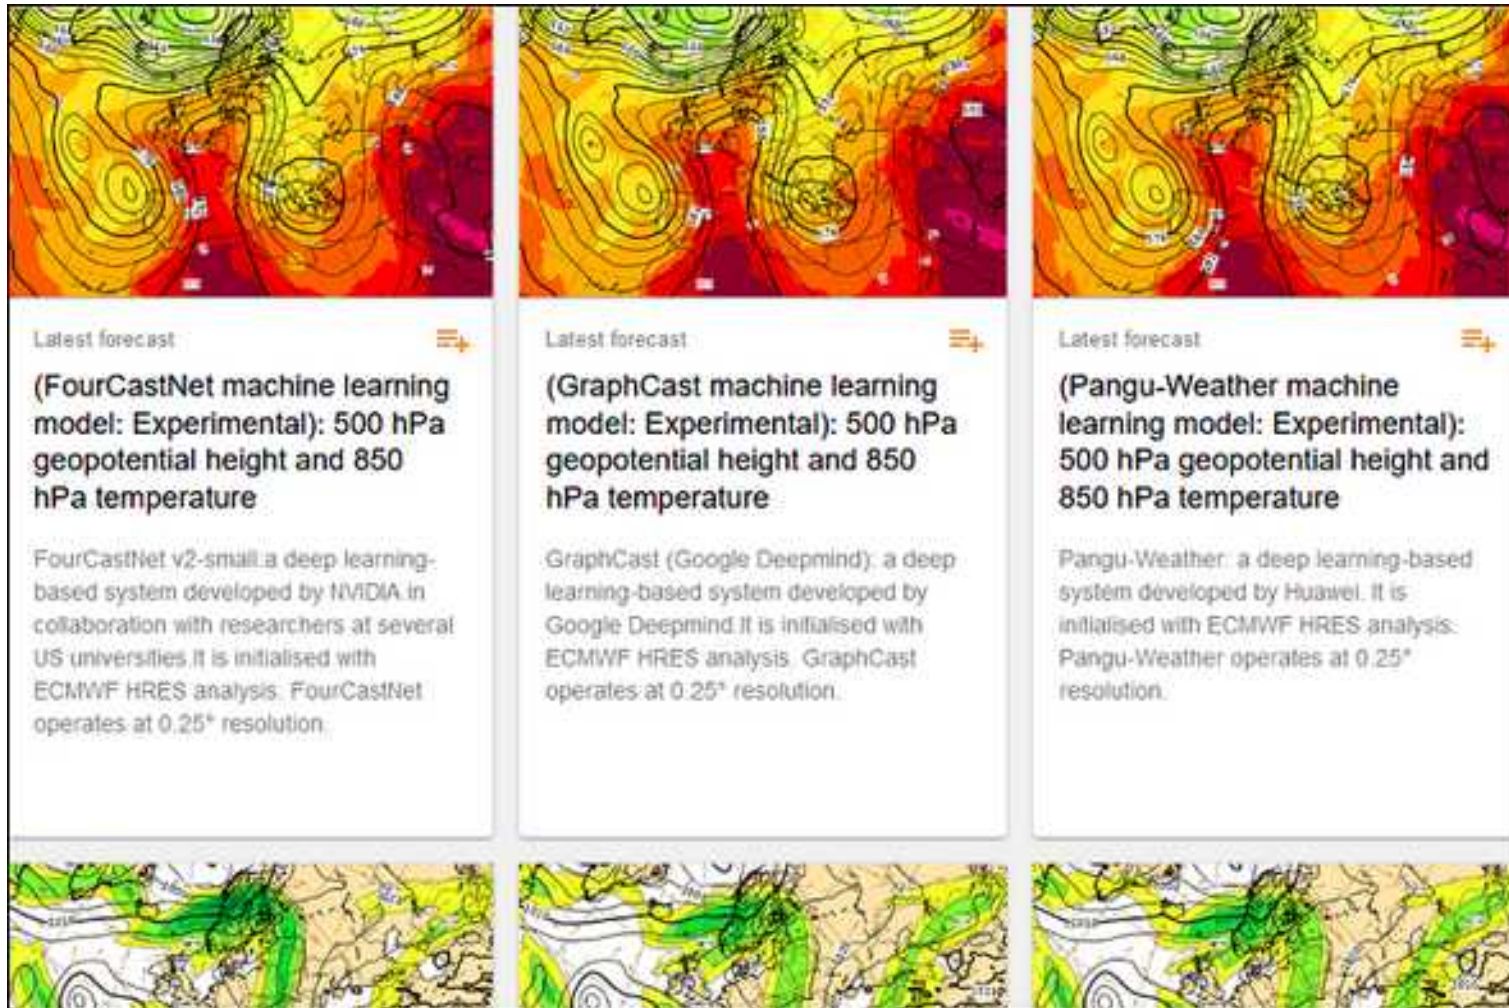 Latest forecast
(FourCastNet machine learning
model: Experimental): 500 hPa
geopotential height and 850
hPa temperature
FourCastNet v2-small:a deep learning-
based system developed by NVIDIA in
collaboration with researchers at several
US universities.It is initialised with
ECMWF HRES analysis. FourCastNet
operates at 0.25° resolution.
Latest forecast
(GraphCast machine learning
model: Experimental): 500 hPa
geopotential height and 850
hPa temperature
GraphCast (Google Deepmind): a deep
learning-based system developed by
Google Deepmind.It is initialised with
ECMWF HRES analysis. GraphCast
operates at 0.25° resolution.
Latest forecast
(Pangu-Weather machine
learning model: Experimental):
500 hPa geopotential height and
850 hPa temperature
Pangu-Weather: a deep learning-based
system developed by Huawei. It is
initialised with ECMWF HRES analysis.
Pangu-Weather operates at 0.25°
resolution.